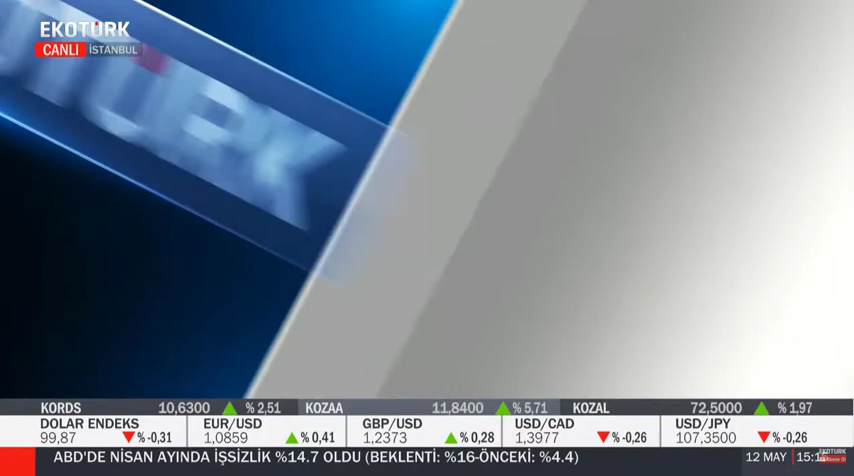 EKOTÜRK
CANLI İSTANBUL
KORDS 10,6300 % 2,51 KOZAA 11,8400 % 5,71 KOZAL 72,5000 % 1,97
DOLAR ENDEKS EUR/USD GBP/USD USD/CAD USD/JPY
99,87 % -0,31 1,0859 % 0,41 1,2373 % 0,28 1,3977 % -0,26 107,3500 % -0,26
ABD'DE NİSAN AYINDA İŞSİZLİK %14.7 OLDU (BEKLENTİ: %16-ÖNCEKİ: %4.4) 12 MAY
EKOTÜRK